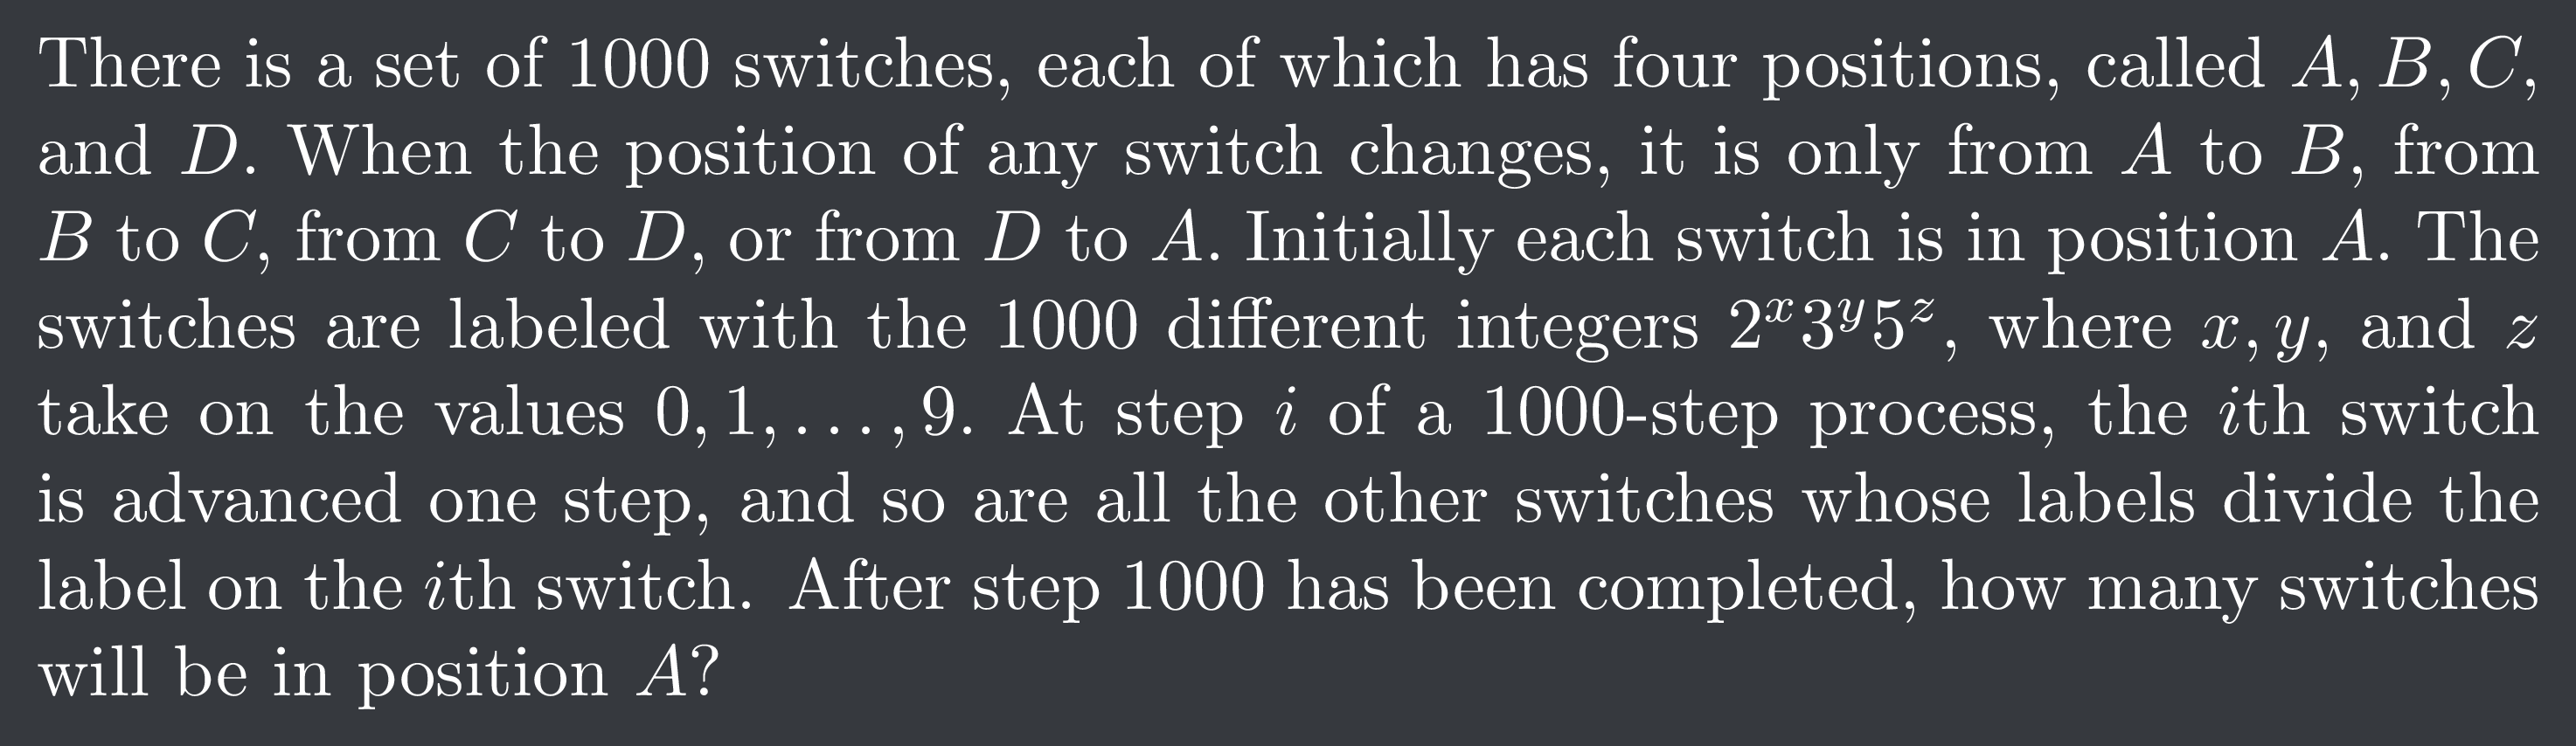 There is a set of 1000 switches, each of which has four positions, called $A, B, C,$
and $D$. When the position of any switch changes, it is only from $A$ to $B$, from
$B$ to $C$, from $C$ to $D$, or from $D$ to $A$. Initially each switch is in position $A$. The
switches are labeled with the 1000 different integers $2^x3^y5^z$, where $x, y$, and $z$
take on the values $0, 1, \ldots, 9$. At step $i$ of a 1000-step process, the $i$th switch
is advanced one step, and so are all the other switches whose labels divide the
label on the $i$th switch. After step 1000 has been completed, how many switches
will be in position $A$?